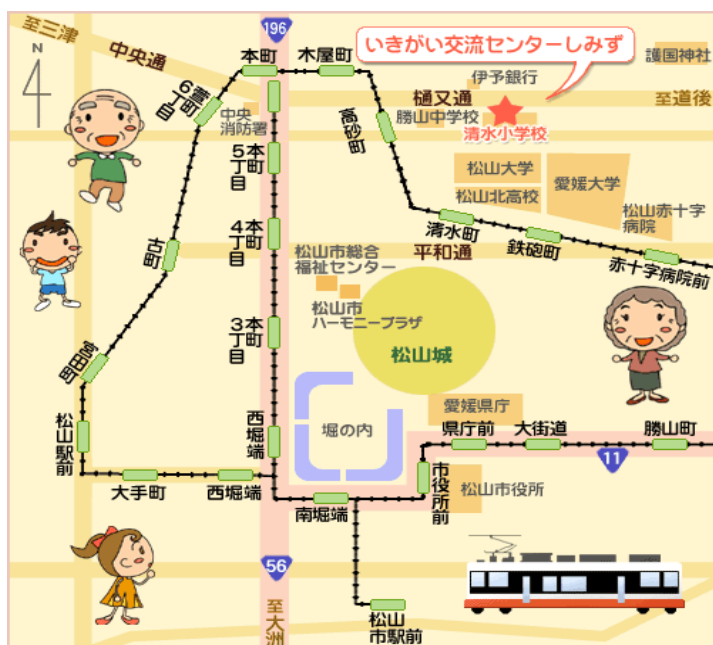 至三津
中央通
196
本町
木屋町
いきがい交流センターしみず
護国神社
伊予銀行
樋又通
至道後
N
萱町
6丁目
中央
消防署
勝山中学校
清水小学校
高砂町
本町
5丁目
松山大学
松山北高校
愛媛大学
松山赤十字
病院
本町
4丁目
清水町
鉄砲町
赤十字病院前
平和通
古町
松山市総合
福祉センター
松山市
ハーモニープラザ
本町
3丁目
松山城
宮田町
松山駅前
西堀端
堀の内
愛媛県庁
県庁前
大街道
勝山町
11
大手町
西堀端
南堀端
市役所前
松山市役所
56
至大洲
松山
市駅前